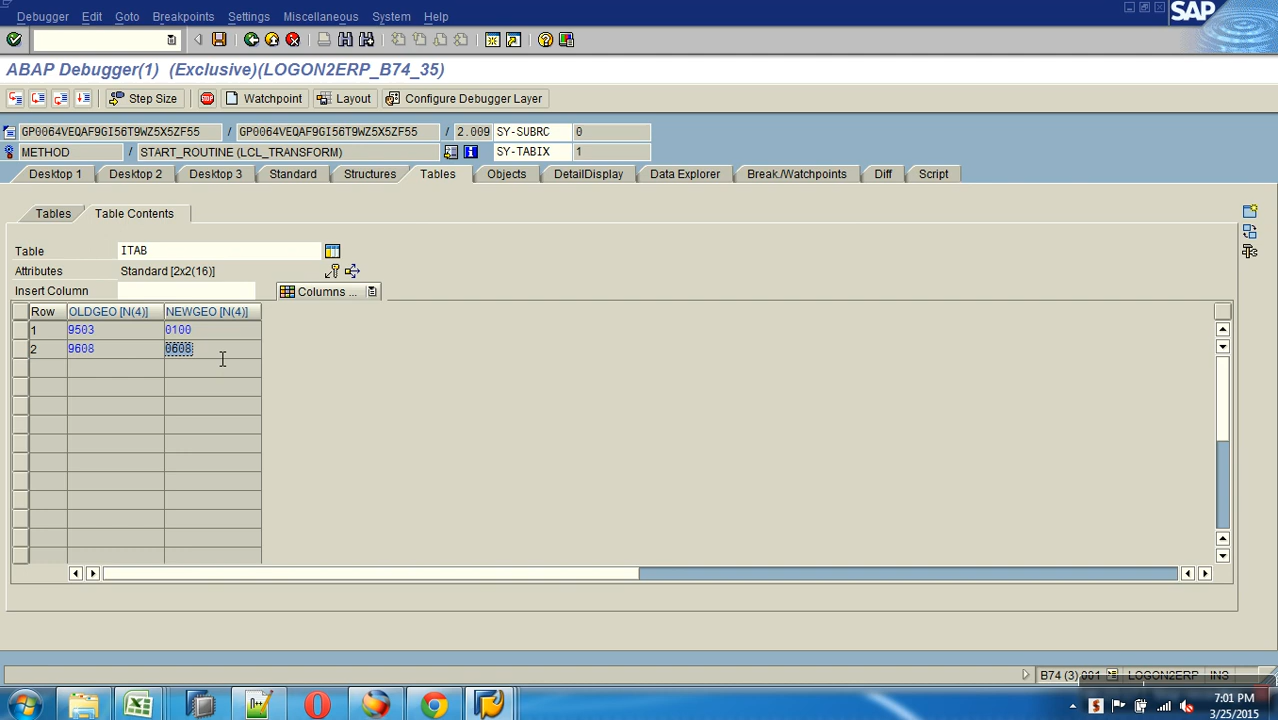 Debugger Edit Goto Breakpoints Settings Miscellaneous System Help
SAP
ABAP Debugger(1) (Exclusive)(LOGON2ERP_B74_35)
Step Size Watchpoint Layout Configure Debugger Layer
GP0064VEQAF9GI56T9WZ5X5ZF55 / GP0064VEQAF9GI56T9WZ5X5ZF55 / 2.009 SY-SUBRC 0
METHOD / START_ROUTINE (LCL_TRANSFORM) SY-TABIX 1
Desktop 1 Desktop 2 Desktop 3 Standard Structures Tables Objects DetailDisplay Data Explorer Break./Watchpoints Diff Script
Tables Table Contents
Table ITAB
Attributes Standard [2x2(16)]
Insert Column Columns ...
Row OLDGEO [N(4)] NEWGEO [N(4)]
1 9503 0100
2 9608 0608
B74 (3) 001 LOGON2ERP INS
7:01 PM
3/25/2015